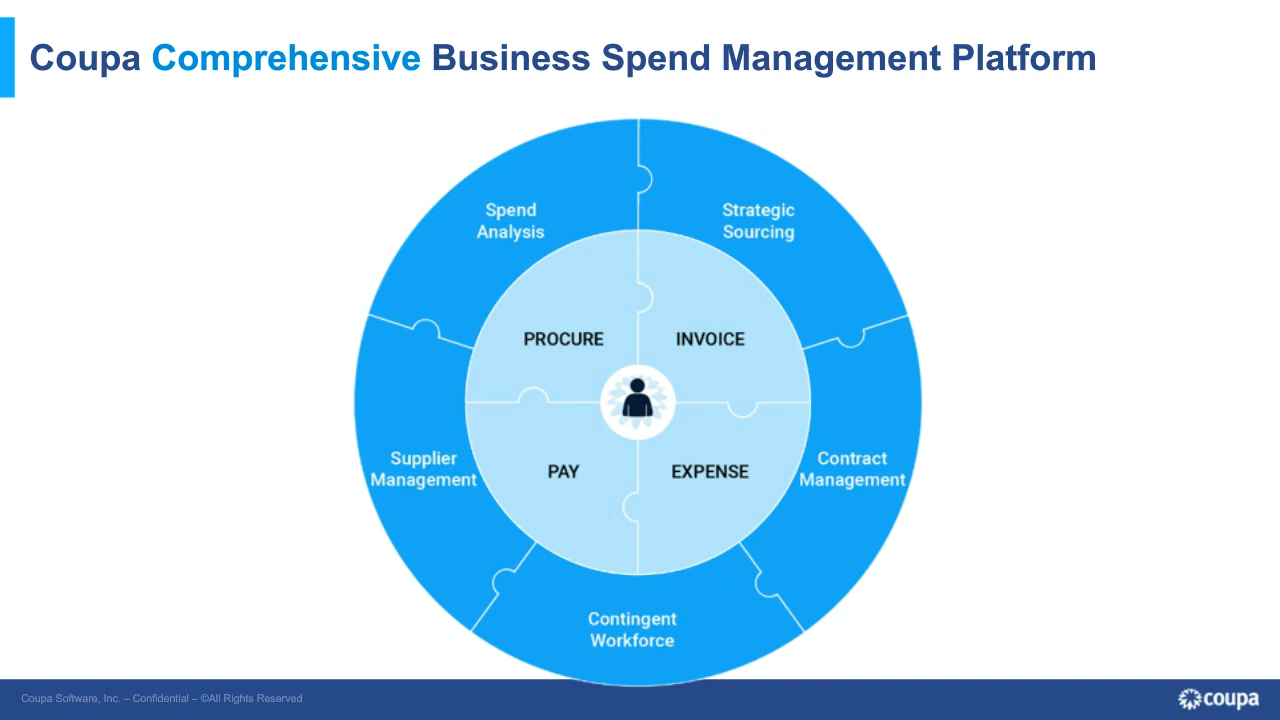 Coupa Comprehensive Business Spend Management Platform
Spend
Analysis
Strategic
Sourcing
PROCURE
INVOICE
Supplier
Management
PAY
EXPENSE
Contract
Management
Contingent
Workforce
Coupa Software, Inc. – Confidential – ©All Rights Reserved
coupa